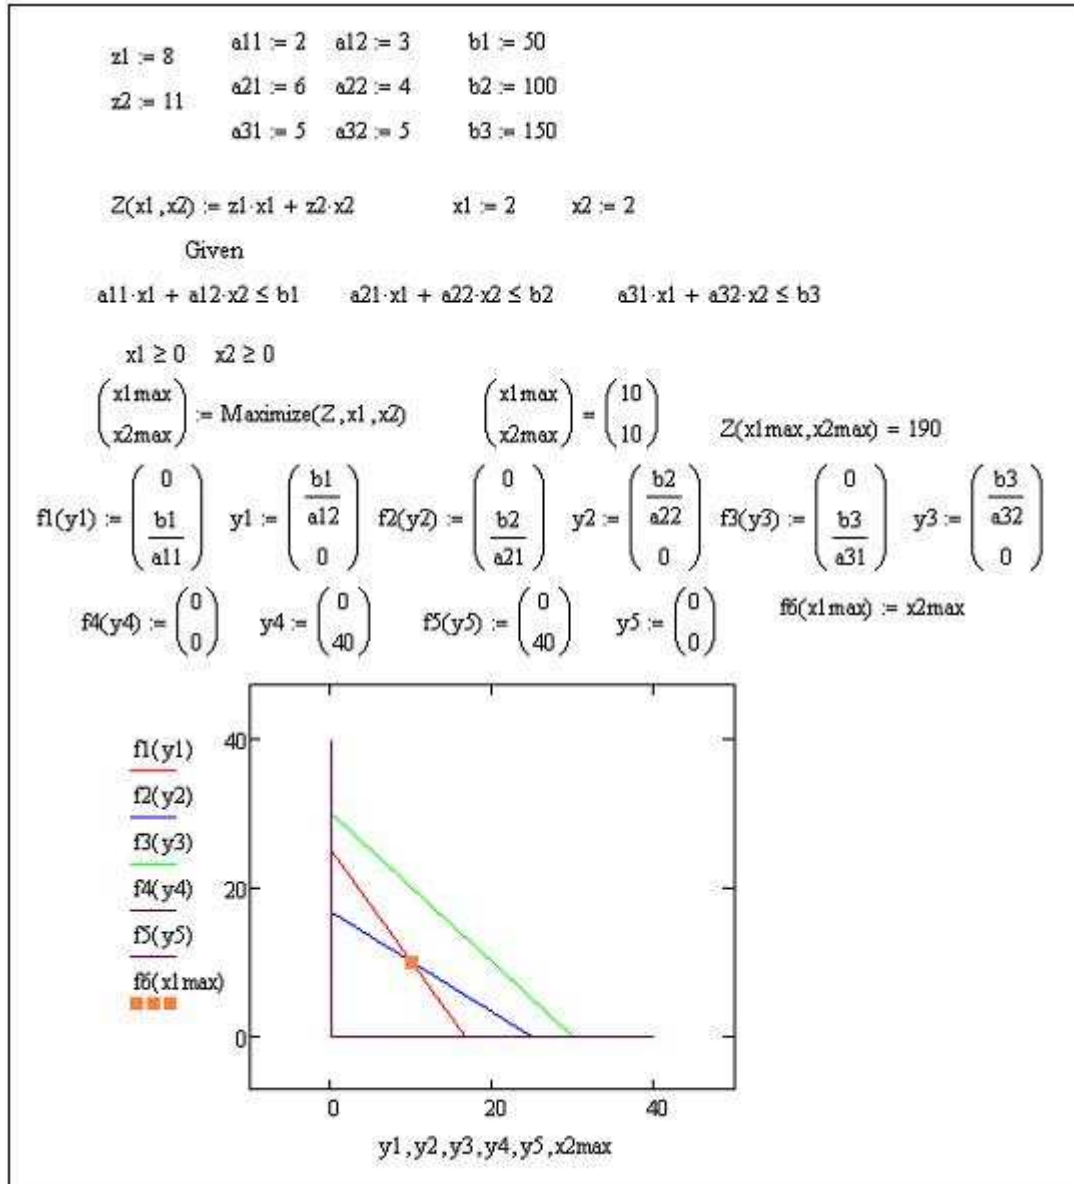 z1 := 8
z2 := 11
a11 := 2 a12 := 3 b1 := 50
a21 := 6 a22 := 4 b2 := 100
a31 := 5 a32 := 5 b3 := 150
Z(x1,x2) := z1·x1 + z2·x2 x1 := 2 x2 := 2
Given
a11·x1 + a12·x2 ≤ b1 a21·x1 + a22·x2 ≤ b2 a31·x1 + a32·x2 ≤ b3
x1 ≥ 0 x2 ≥ 0
(x1max x2max) := Maximize(Z,x1,x2) (x1max x2max) = (10 10) Z(x1max,x2max) = 190
f1(y1) := (0 b1/a11) y1 := (b1/a12 0) f2(y2) := (0 b2/a21) y2 := (b2/a22 0) f3(y3) := (0 b3/a31) y3 := (b3/a32 0)
f4(y4) := (0 0) y4 := (0 40) f5(y5) := (0 40) y5 := (0 0) f6(x1max) := x2max
f1(y1)
f2(y2)
f3(y3)
f4(y4)
f5(y5)
f6(x1max)
40
20
0
0 20 40
y1,y2,y3,y4,y5,x2max